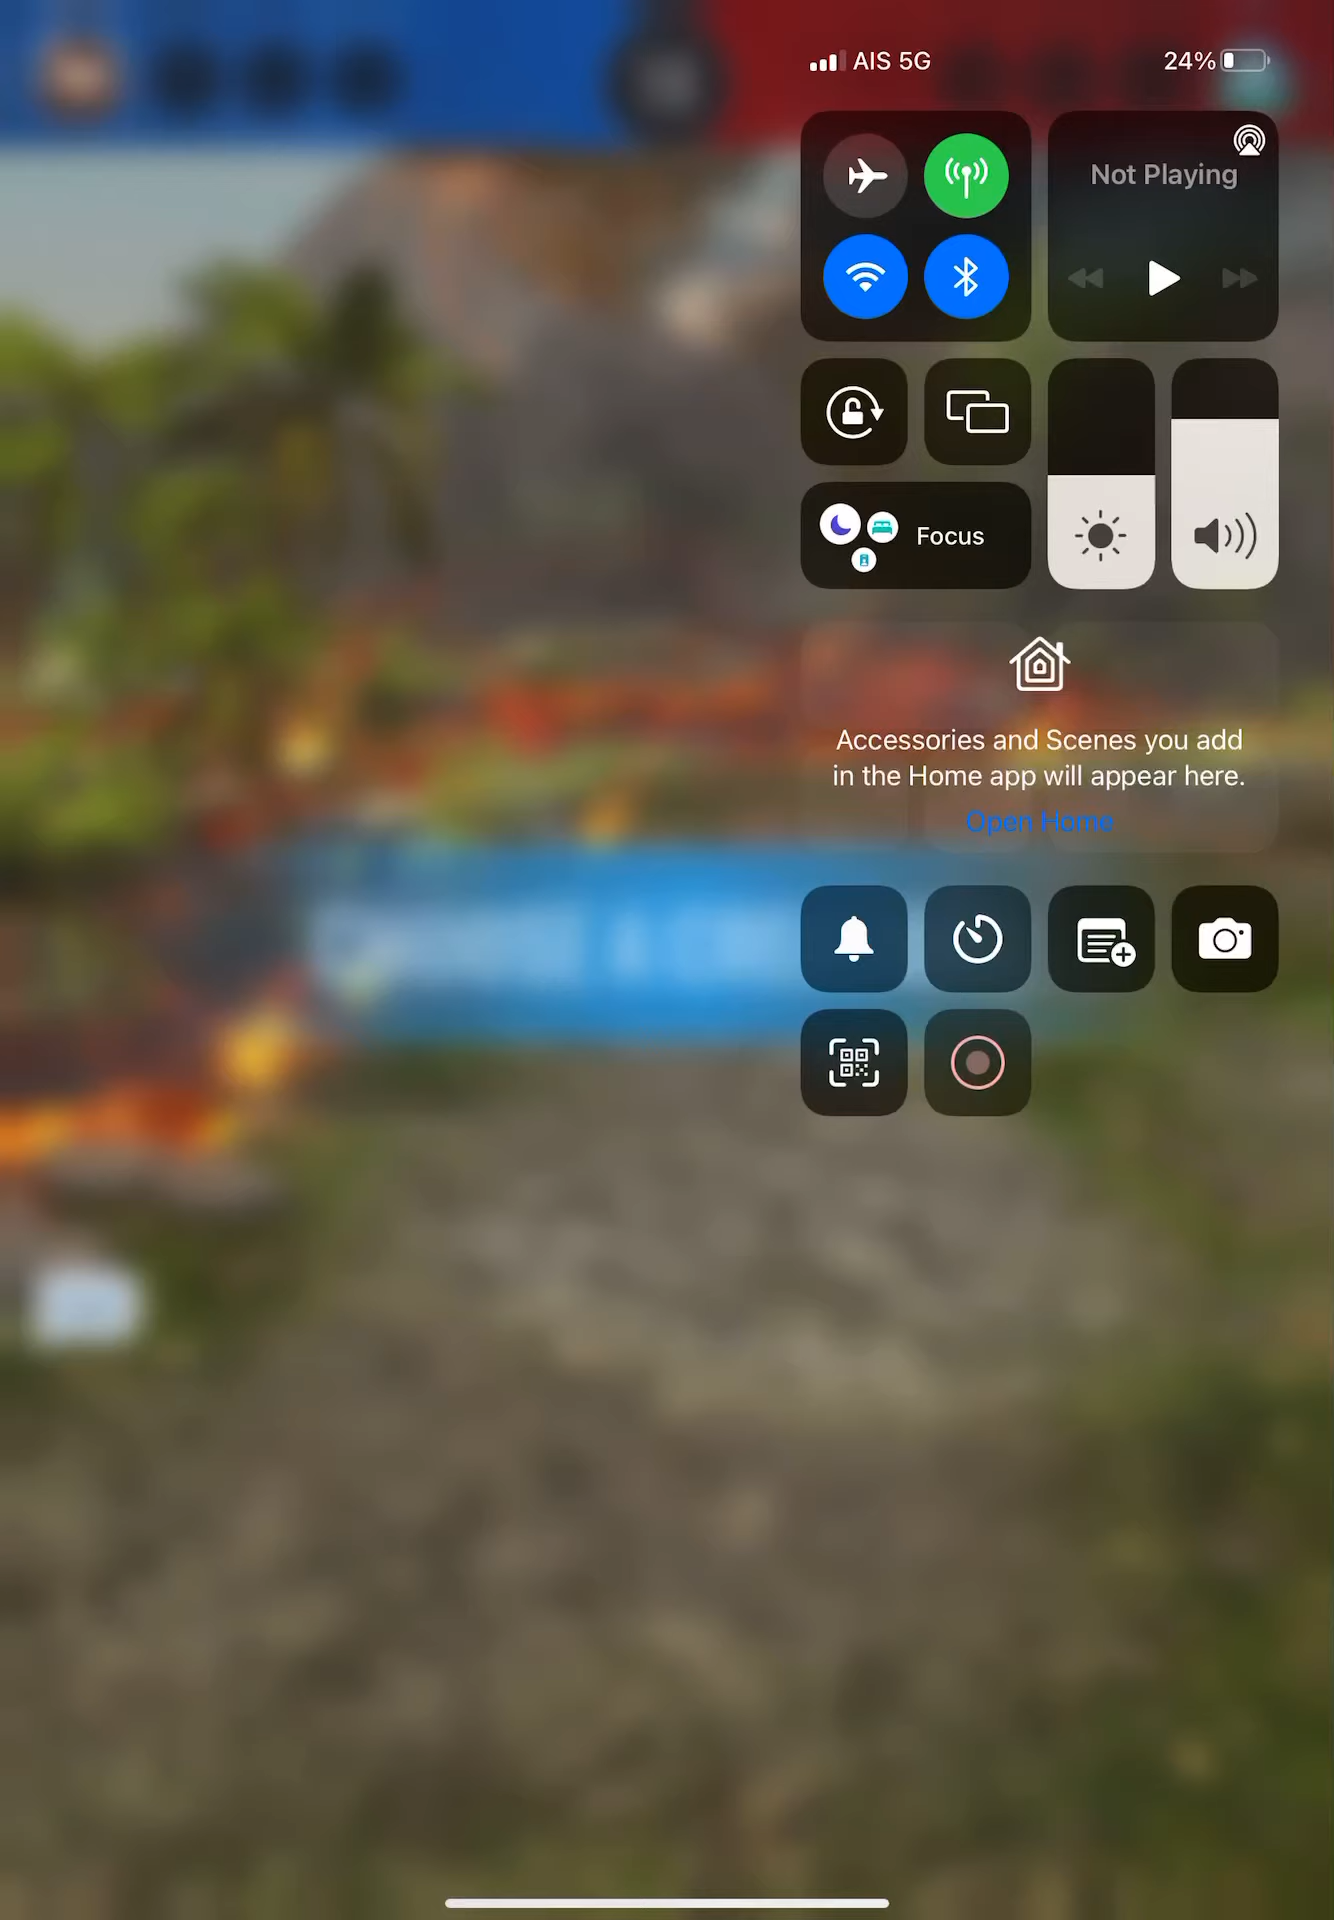 AIS 5G
24%
Not Playing
Focus
Accessories and Scenes you add
in the Home app will appear here.
Open Home